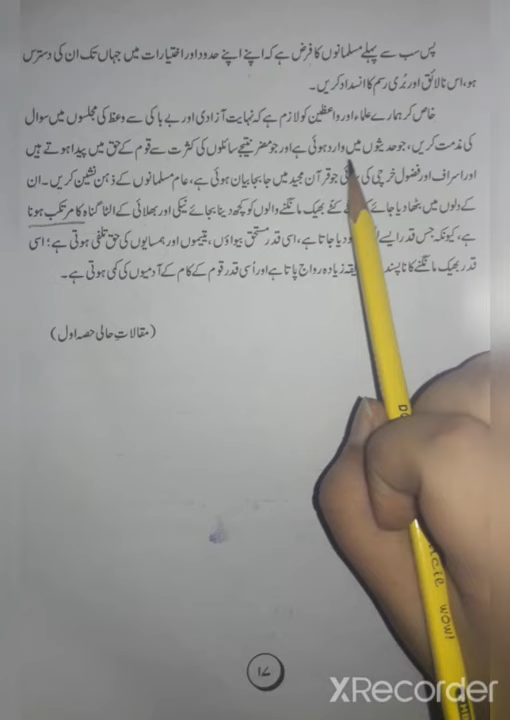 پس سب سے پہلے مسلمانوں کا فرض ہے کہ اپنے اپنے حدود اور اختیارات میں جہاں تک ان کی دسترس
ہو، اس نالائق اور بُری رسم کا انسداد کریں۔
خاص کر ہمارے علماء اور واعظین کو لازم ہے کہ نہایت آزادی اور بے باکی سے وعظ کی مجلسوں میں سوال
کی مذمت کریں، جو حدیثوں میں وارد ہوئی ہے اور جو مضر نتیجے سائلوں کی کثرت سے قوم کے حق میں پیدا ہوتے ہیں
اور اسراف اور فضول خرچی کی جو قرآن مجید میں جا بجا بیان ہوئی ہے، عام مسلمانوں کے ذہن نشین کریں۔ ان
کے دلوں میں بٹھا دیا جائے کٹے بھیک مانگنے والوں کو کچھ دینا بجائے نیکی اور بھلائی کے الٹا گناہ کا مرتکب ہونا
ہے، کیونکہ جس قدر ایسے دیا جاتا ہے، اسی قدر مستحق بیواؤں، یتیموں اور ہمسایوں کی حق تلفی ہوتی ہے؛ اسی
قدر بھیک مانگنے کا ناپسند زیادہ رواج پاتا ہے اور اُسی قدر قوم کے کام کے آدمیوں کی کمی ہوتی ہے۔
(مقالاتِ حالی حصہ اول)
wow!
۱۷
XRecorder